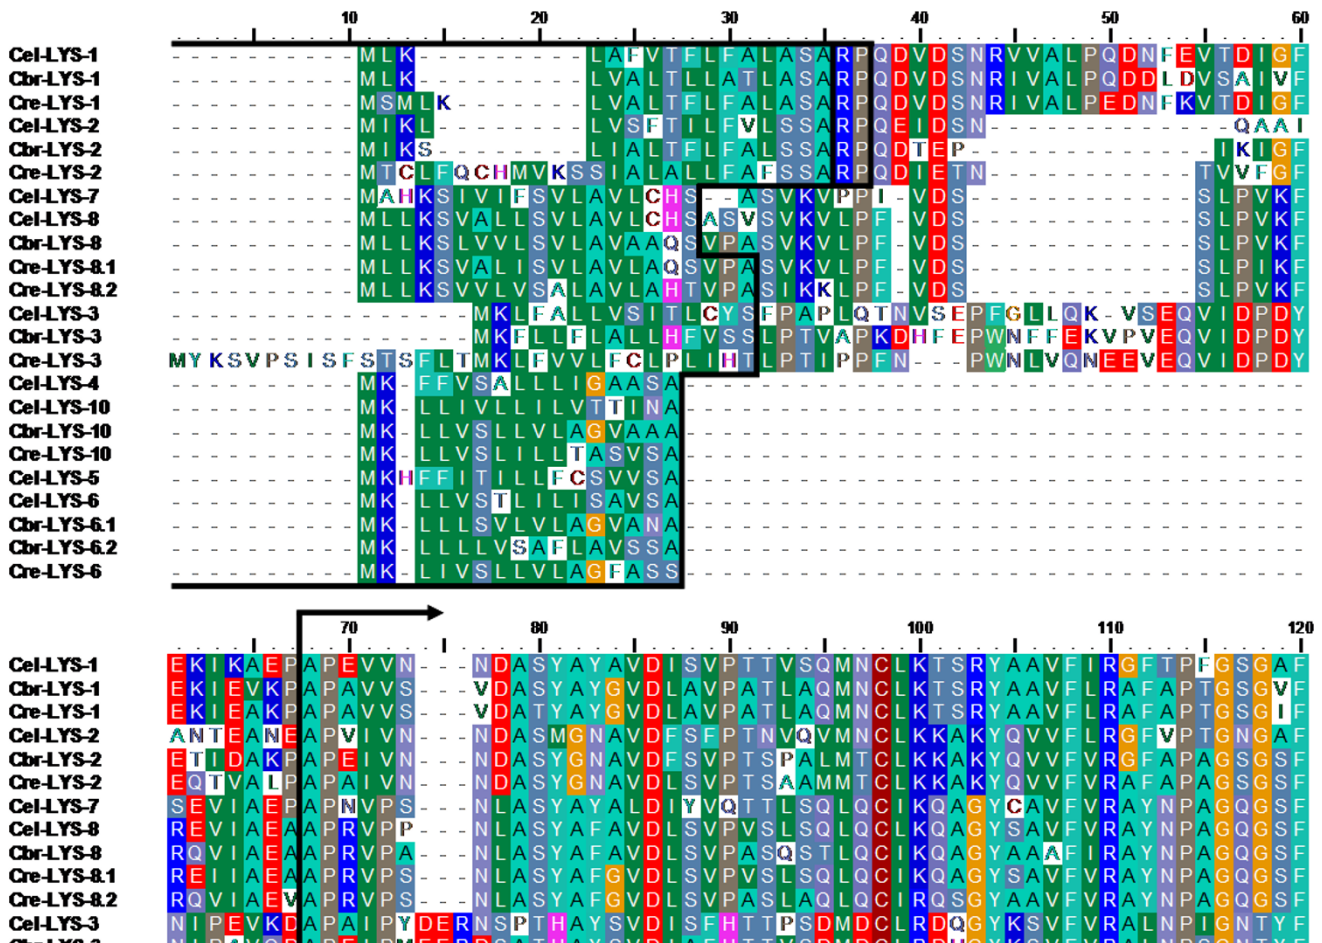 10 20 30 40 50 60
Cel-LYS-1 ----------MLK---------LAFVTFLFALASARPQDVDSNRVVALPQDNFEVTDIGF
Cbr-LYS-1 ----------MLK---------LVALTLLATLASARPQDVDSNRIVALPQDDLDVSAIVF
Cre-LYS-1 ----------MSMLK-------LVALTFLFALASARPQDVDSNRIVALPEDNFKVTDIGF
Cel-LYS-2 ----------MIKL--------LVSFTILFVLSSARPQEIDSN-------------QAAI
Cbr-LYS-2 ----------MIKS--------LIALTFLFALSSARPQDTEP-------------IKIGF
Cre-LYS-2 ----------MTCLFQCHMVKSSIALALLFAFSSARPQDIETN-----------TVVFGF
Cel-LYS-7 ----------MAHKSIVIFSVLAVLCHS--ASVKVPPI-VDS------------SLPVKF
Cel-LYS-8 ----------MLLKSVALLSVLAVLCHSASVSVKVLPF-VDS------------SLPVKF
Cbr-LYS-8 ----------MLLKSLVVLSVLAVAAQSVPASVKVLPF-VDS------------SLPVKF
Cre-LYS-8.1 ----------MLLKSVALISVLAVLAQSVPASVKVLPF-VDS------------SLPIKF
Cre-LYS-8.2 ----------MLLKSVVLVSALAVLAHTVPASIKKLPF-VDS------------SLPVKF
Cel-LYS-3 ----------------MKLFALLVSITLCYSFPAPLQTNVSEPFGLLQK-VSEQVIDPDY
Cbr-LYS-3 ----------------MKFLLFLALLHFVSSLPTVAPKDHFEPWNFFEKVPVEQVIDPDY
Cre-LYS-3 MYKSVPSISFSTSFLTMKLFVVLFCLPLIHTLPTIPPFN---PWNLVQNEEVEQVIDPDY
Cel-LYS-4 ----------MK-FFVSALLLIGAASA---------------------------------
Cel-LYS-10 ----------MK-LLIVLLILVTTINA---------------------------------
Cbr-LYS-10 ----------MK-LLVSLLVLAGVAAA---------------------------------
Cre-LYS-10 ----------MK-LLVSLILLTASVSA---------------------------------
Cel-LYS-5 ----------MKHFFITILLFCSVVSA---------------------------------
Cel-LYS-6 ----------MK-LLVSTLILISAVSA---------------------------------
Cbr-LYS-6.1 ----------MK-LLLSVLVLAGVANA---------------------------------
Cbr-LYS-6.2 ----------MK-LLLLVSAFLAVSSA---------------------------------
Cre-LYS-6 ----------MK-LIVSLLVLAGFASS---------------------------------
70 80 90 100 110 120
Cel-LYS-1 EKIKAEPAPEVVN---NDASYAYAVDISVPTTVSQMNCLKTSRYAAVFIRGFTPFGSGAF
Cbr-LYS-1 EKIEVKPAPAVVS---VDASYAYGVDLAVPATLAQMNCLKTSRYAAVFLRAFAPTGSGVF
Cre-LYS-1 EKIEAKPAPAVVS---VDATYAYGVDLAVPATLAQMNCLKTSRYAAVFLRAFAPTGSGIF
Cel-LYS-2 ANTEANEAPVIVN---NDASMGNAVDFSFPTNVQVMNCLKKAKYQVVFLRGFVPTGNGAF
Cbr-LYS-2 ETIDAKPAPEIVN---NDASYGNAVDFSVPTSPALMTCLKKAKYQVVFVRGFAPAGSGSF
Cre-LYS-2 EQTVALPAPAIVN---NDASYGNAVDLSVPTSAAMMTCLKKAKYQVVFVRAFAPAGSGSF
Cel-LYS-7 SEVIAEPAPNVPS---NLASYAYALDIYVQTTLSQLQCIKQAGYCAVFVRAYNPAGQGSF
Cel-LYS-8 REVIAEAAPRVPP---NLASYAFAVDLSVPVSLSQLQCLKQAGYSAVFVRAYNPAGQGSF
Cbr-LYS-8 RQVIAEAAPRVPA---NLASYAFAVDLSVPASQSTLQCIKQAGYAAAFIRAYNPAGQGSF
Cre-LYS-8.1 REIIAEAAPRVPS---NLASYAFGVDLSVPVSLSQLQCIKQAGYSAVFVRAYNPAGQGSF
Cre-LYS-8.2 RQVIAEVAPRVPS---NLASYAFGVDLSVPASLAQLQCIRQSGYAAVFVRAYNPAGQGSF
Cel-LYS-3 NIPEVKDAPAIPYDERNSPTHAYSVDLSFHTTPSDMDCLRDQGYKSVFVRALNPIGNTYF